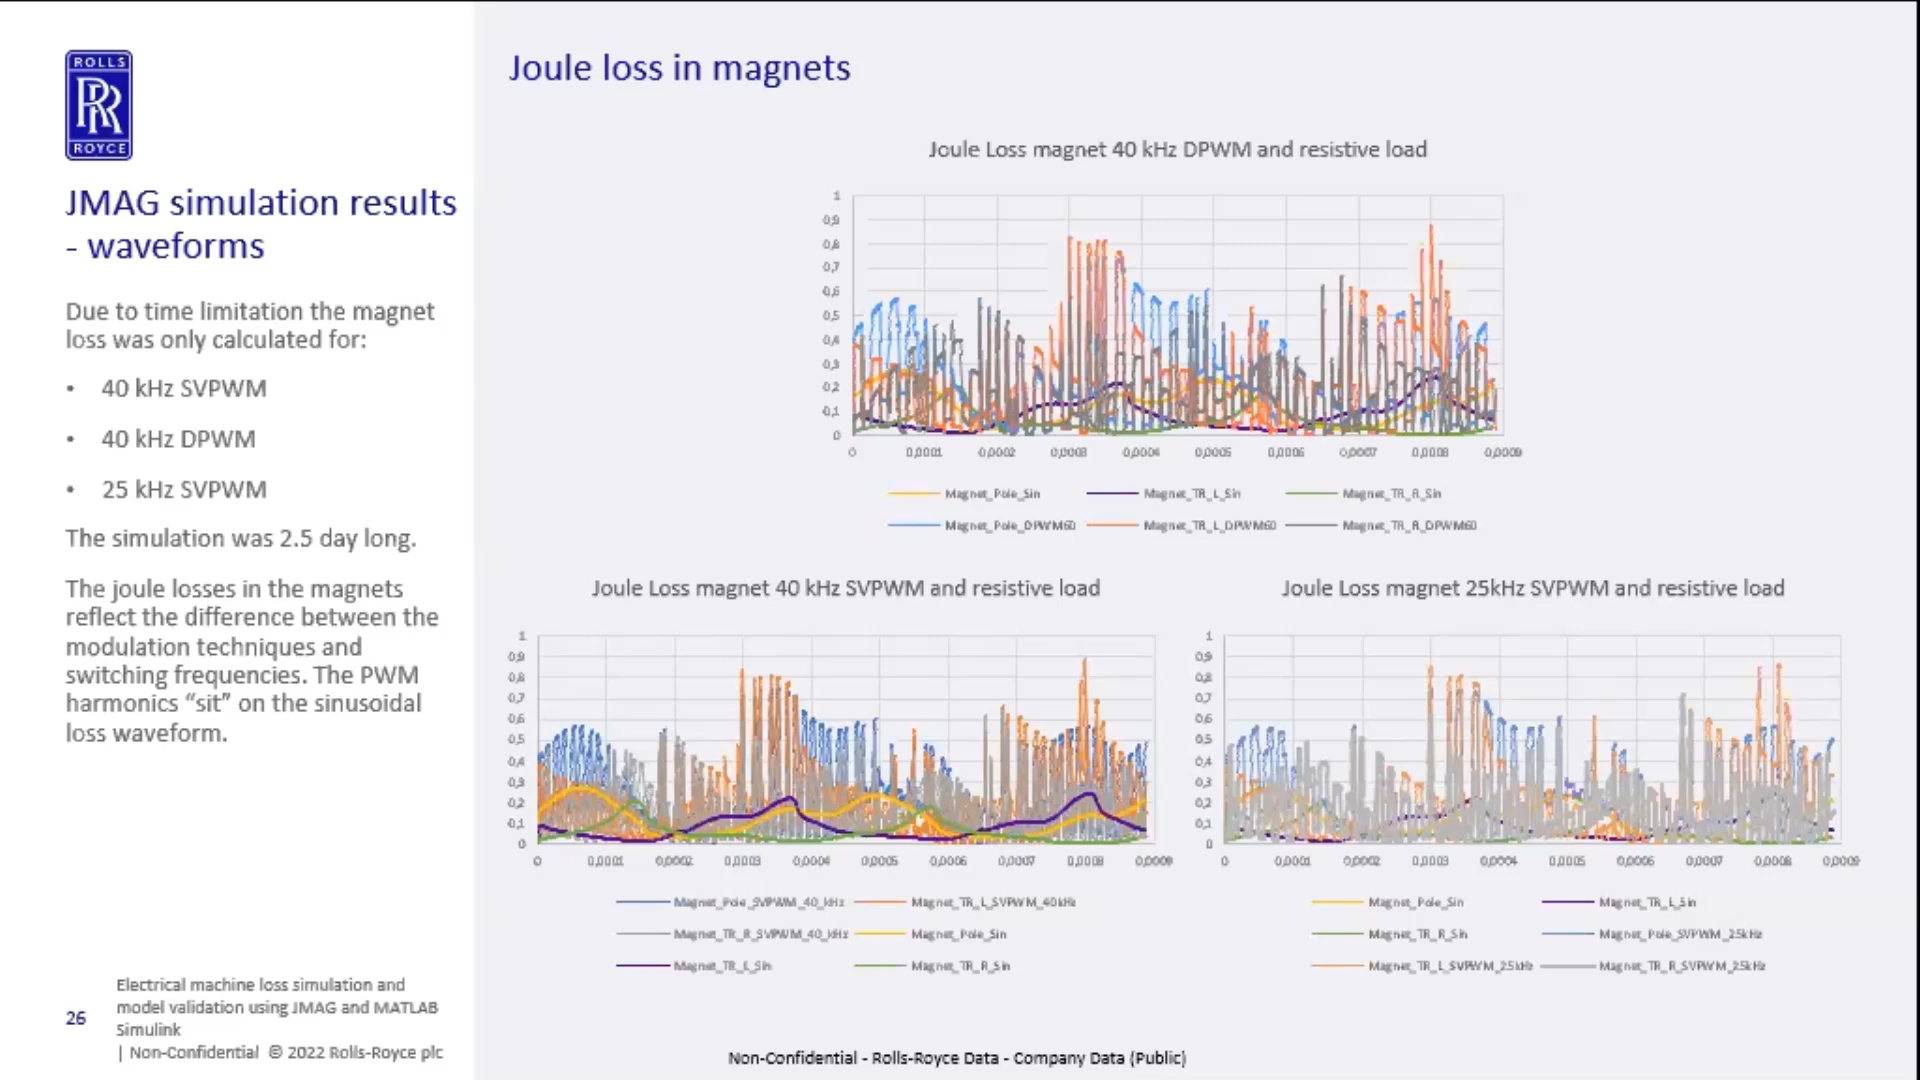 ROLLS
RR
ROYCE
JMAG simulation results
- waveforms
Due to time limitation the magnet
loss was only calculated for:
• 40 kHz SVPWM
• 40 kHz DPWM
• 25 kHz SVPWM
The simulation was 2.5 day long.
The joule losses in the magnets
reflect the difference between the
modulation techniques and
switching frequencies. The PWM
harmonics “sit” on the sinusoidal
loss waveform.
26
Electrical machine loss simulation and
model validation using JMAG and MATLAB
Simulink
| Non-Confidential © 2022 Rolls-Royce plc
Joule loss in magnets
Joule Loss magnet 40 kHz DPWM and resistive load
1
0,9
0,8
0,7
0,6
0,5
0,4
0,3
0,2
0,1
0
0 0,0001 0,0002 0,0003 0,0004 0,0005 0,0006 0,0007 0,0008 0,0009
Magnet_Pole_Sin Magnet_TR_L_Sin Magnet_TR_R_Sin
Magnet_Pole_DPWM60 Magnet_TR_L_DPWM60 Magnet_TR_R_DPWM60
Joule Loss magnet 40 kHz SVPWM and resistive load
1
0,9
0,8
0,7
0,6
0,5
0,4
0,3
0,2
0,1
0
0 0,0001 0,0002 0,0003 0,0004 0,0005 0,0006 0,0007 0,0008 0,0009
Magnet_Pole_SVPWM_40_kHz Magnet_TR_L_SVPWM_40kHz
Magnet_TR_R_SVPWM_40_kHz Magnet_Pole_Sin
Magnet_TR_L_Sin Magnet_TR_R_Sin
Joule Loss magnet 25kHz SVPWM and resistive load
1
0,9
0,8
0,7
0,6
0,5
0,4
0,3
0,2
0,1
0
0 0,0001 0,0002 0,0003 0,0004 0,0005 0,0006 0,0007 0,0008 0,0009
Magnet_Pole_Sin Magnet_TR_L_Sin
Magnet_TR_R_Sin Magnet_Pole_SVPWM_25kHz
Magnet_TR_L_SVPWM_25kHz Magnet_TR_R_SVPWM_25kHz
Non-Confidential - Rolls-Royce Data - Company Data (Public)